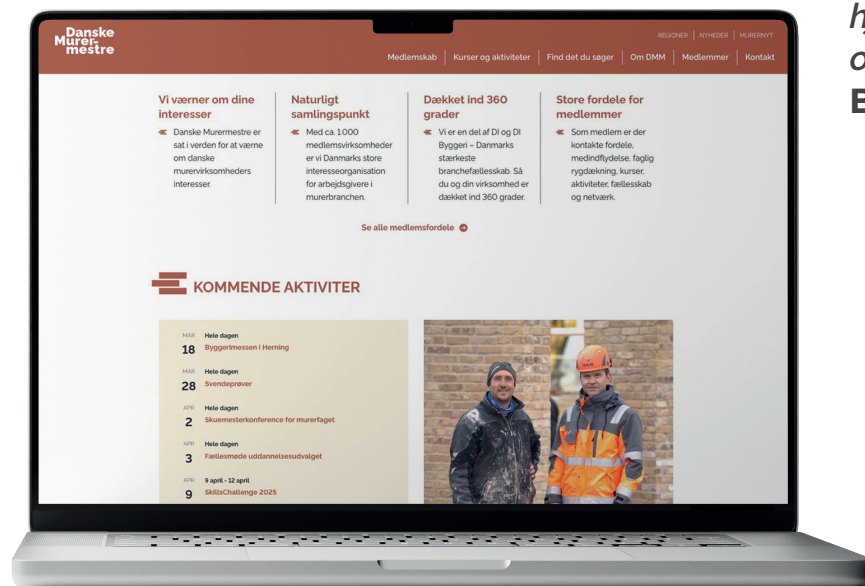 Danske
Murer-
mestre
REGIONER | NYHEDER | MURERNYT
Medlemskab | Kurser og aktiviteter | Find det du søger | Om DMM | Medlemmer | Kontakt
Vi værner om dine
interesser
Danske Murermestre er
sat i verden for at værne
om danske
murervirksomheders
interesser.
Naturligt
samlingspunkt
Med ca. 1.000
medlemsvirksomheder
er vi Danmarks store
interesseorganisation
for arbejdsgivere i
murerbranchen.
Dækket ind 360
grader
Vi er en del af DI og DI
Byggeri – Danmarks
stærkeste
branchefællesskab. Så
du og din virksomhed er
dækket ind 360 grader.
Store fordele for
medlemmer
Som medlem er der
kontakte fordele,
medindflydelse, faglig
rygdækning, kurser,
aktiviteter, fællesskab
og netværk.
Se alle medlemsfordele
KOMMENDE AKTIVITER
MAR Hele dagen
18 Byggerimessen i Herning
MAR Hele dagen
28 Svendeprøver
APR Hele dagen
2 Skuemesterkonference for murerfaget
APR Hele dagen
3 Fællesmøde uddannelsesudvalget
APR 9 april - 12 april
9 SkillsChallenge 2025